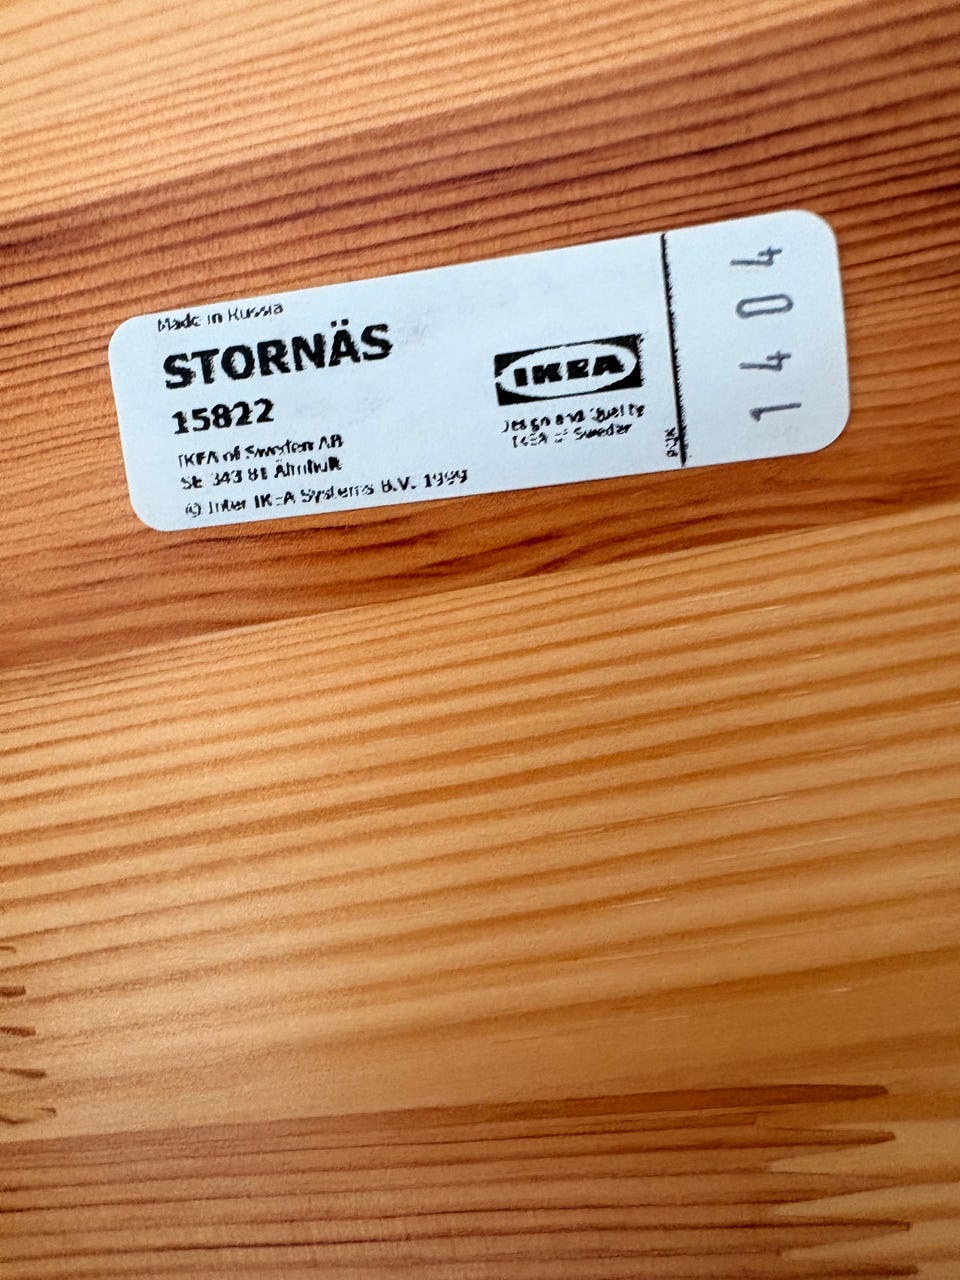 Made in Russia
STORNÄS
15822
IKEA of Sweden AB
SE 343 81 Älmhult
© Inter IKEA Systems B.V. 1999
IKEA
Design and Quality
IKEA of Sweden
1404